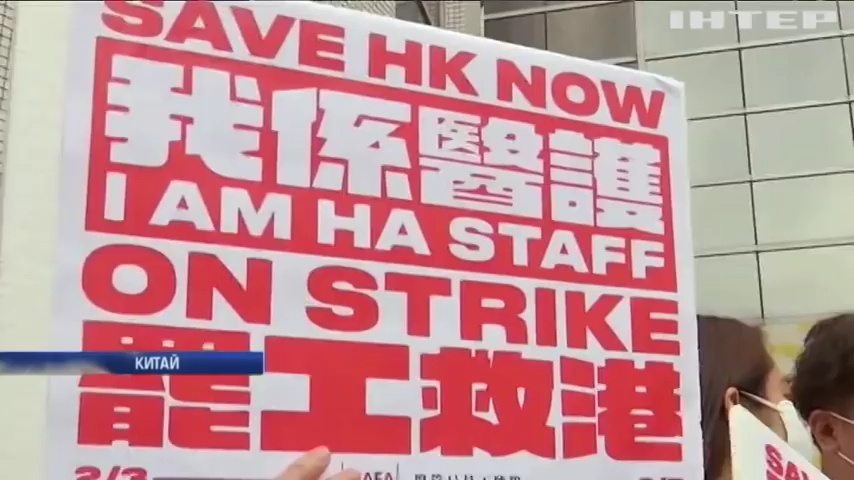 ІНТЕР
SAVE HK NOW
我係醫護
I AM HA STAFF
ON STRIKE
罷工救港
КИТАЙ